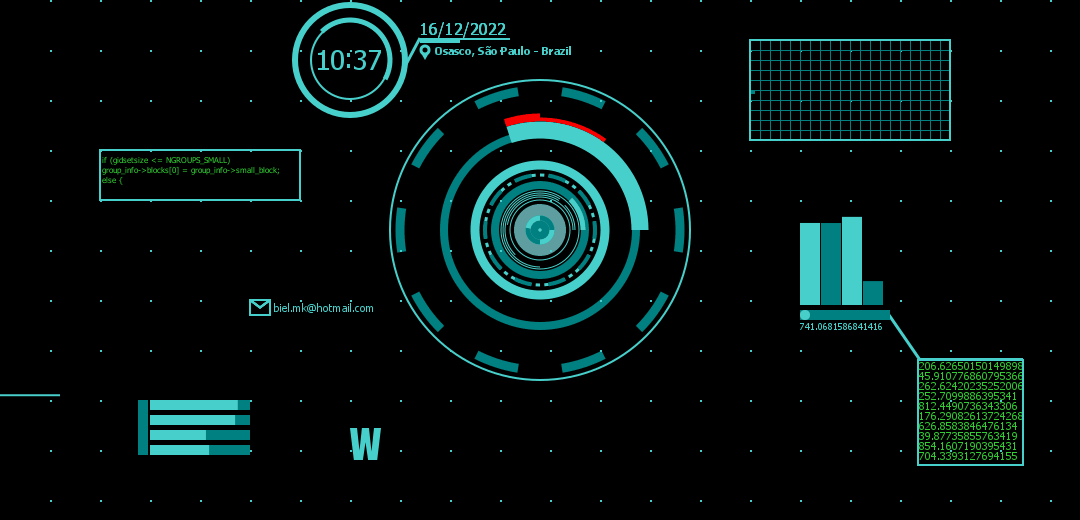 16/12/2022
10:37
Osasco, São Paulo - Brazil
if (gidsetsize <= NGROUPS_SMALL)
group_info->blocks[0] = group_info->small_block;
else {
biel.mk@hotmail.com
741.0681586841416
206.62650150149898
45.910776860795366
262.62420235252006
252.7099886395341
812.4490736343306
176.29082613724268
626.8583846476134
39.87735855763419
854.1607190395431
704.3393127694155
W